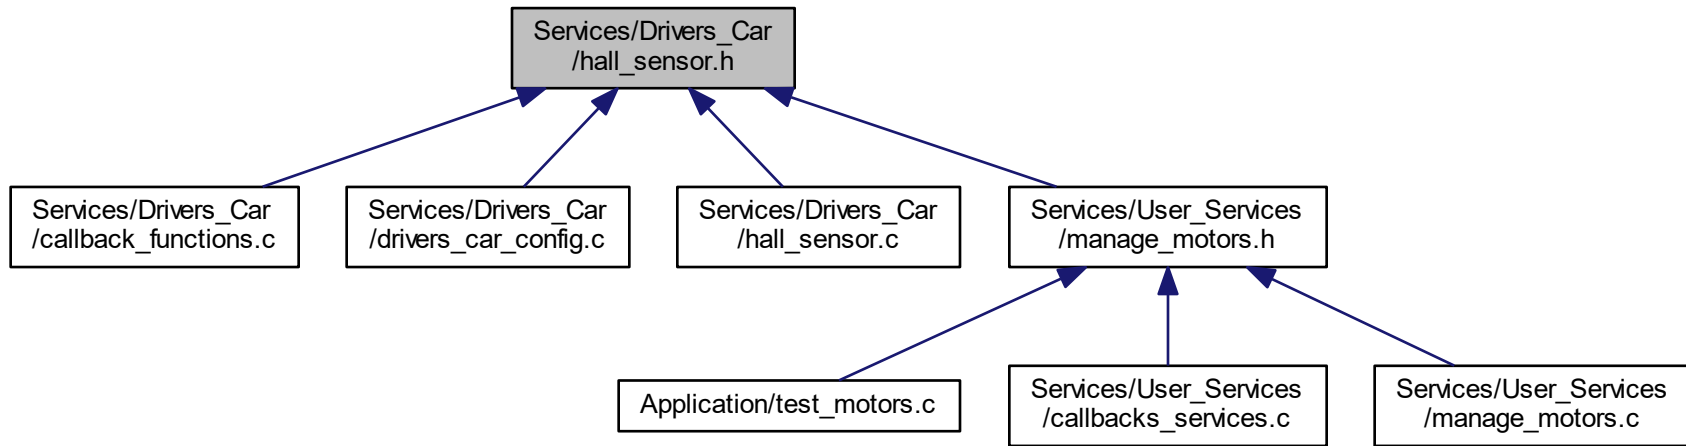 Services/Drivers_Car
/hall_sensor.h
Services/Drivers_Car
/callback_functions.c
Services/Drivers_Car
/drivers_car_config.c
Services/Drivers_Car
/hall_sensor.c
Services/User_Services
/manage_motors.h
Application/test_motors.c
Services/User_Services
/callbacks_services.c
Services/User_Services
/manage_motors.c